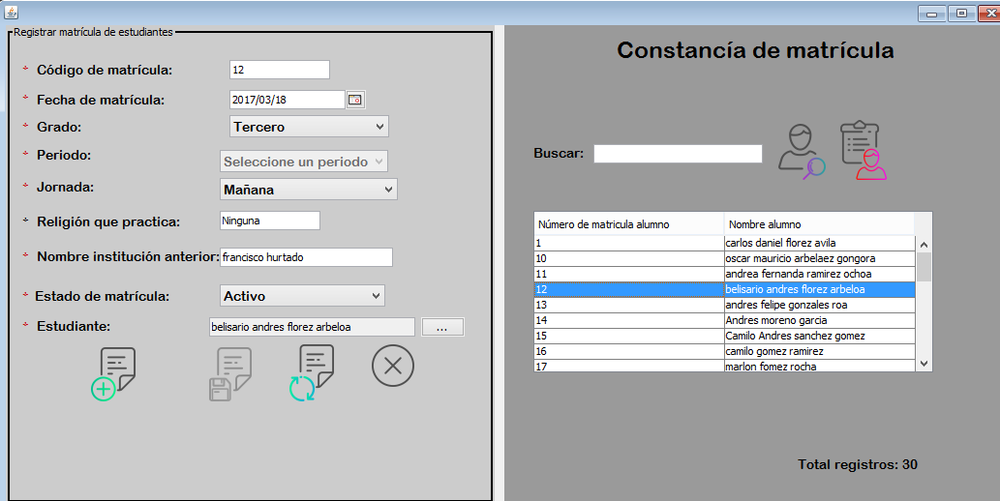 Registrar matrícula de estudiantes
Código de matrícula:
12
Fecha de matrícula:
2017/03/18
Grado:
Tercero
Periodo:
Seleccione un periodo
Jornada:
Mañana
Religión que practica:
Ninguna
Nombre institución anterior:
francisco hurtado
Estado de matrícula:
Activo
Estudiante:
belisario andres florez arbeloa
...
Constancía de matrícula
Buscar:
Número de matricula alumno Nombre alumno
1 carlos daniel florez avila
10 oscar mauricio arbelaez gongora
11 andrea fernanda ramirez ochoa
12 belisario andres florez arbeloa
13 andres felipe gonzales roa
14 Andres moreno garcia
15 Camilo Andres sanchez gomez
16 camilo gomez ramirez
17 marlon fomez rocha
Total registros: 30